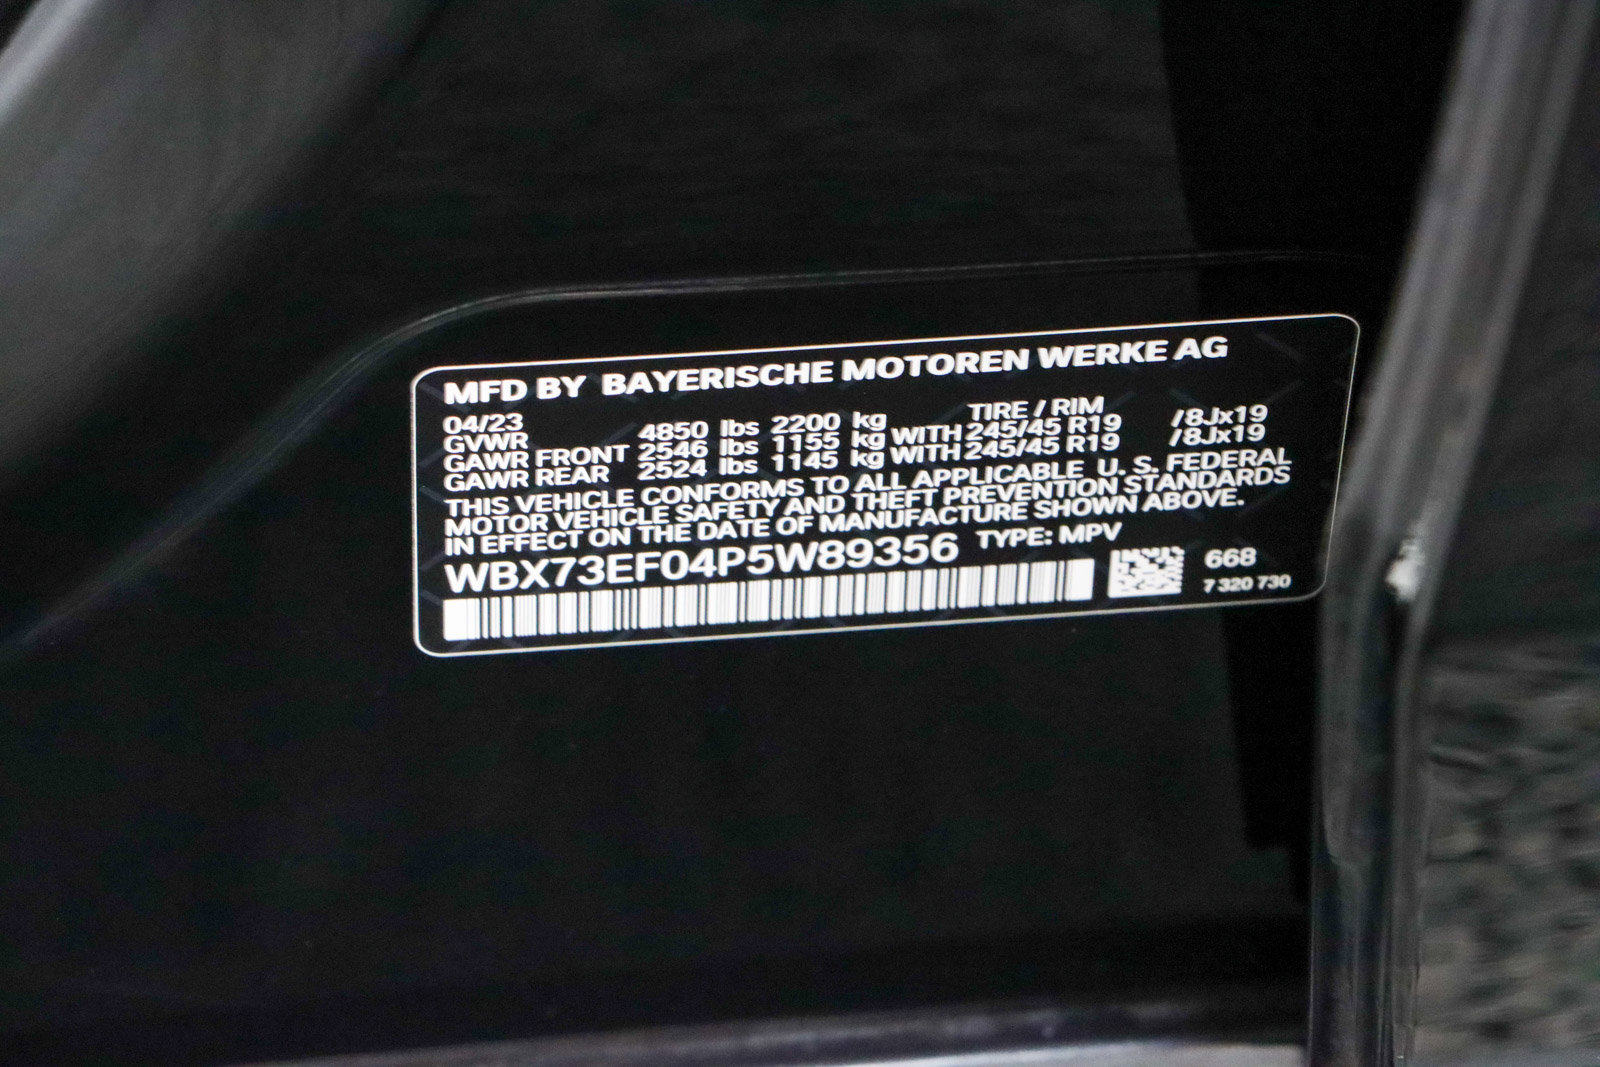 MFD BY BAYERISCHE MOTOREN WERKE AG
04/23 TIRE / RIM
GVWR 4850 lbs 2200 kg
GAWR FRONT 2546 lbs 1155 kg WITH 245/45 R19 /8Jx19
GAWR REAR 2524 lbs 1145 kg WITH 245/45 R19 /8Jx19
THIS VEHICLE CONFORMS TO ALL APPLICABLE U. S. FEDERAL
MOTOR VEHICLE SAFETY AND THEFT PREVENTION STANDARDS
IN EFFECT ON THE DATE OF MANUFACTURE SHOWN ABOVE.
WBX73EF04P5W89356 TYPE: MPV
668
7 320 730